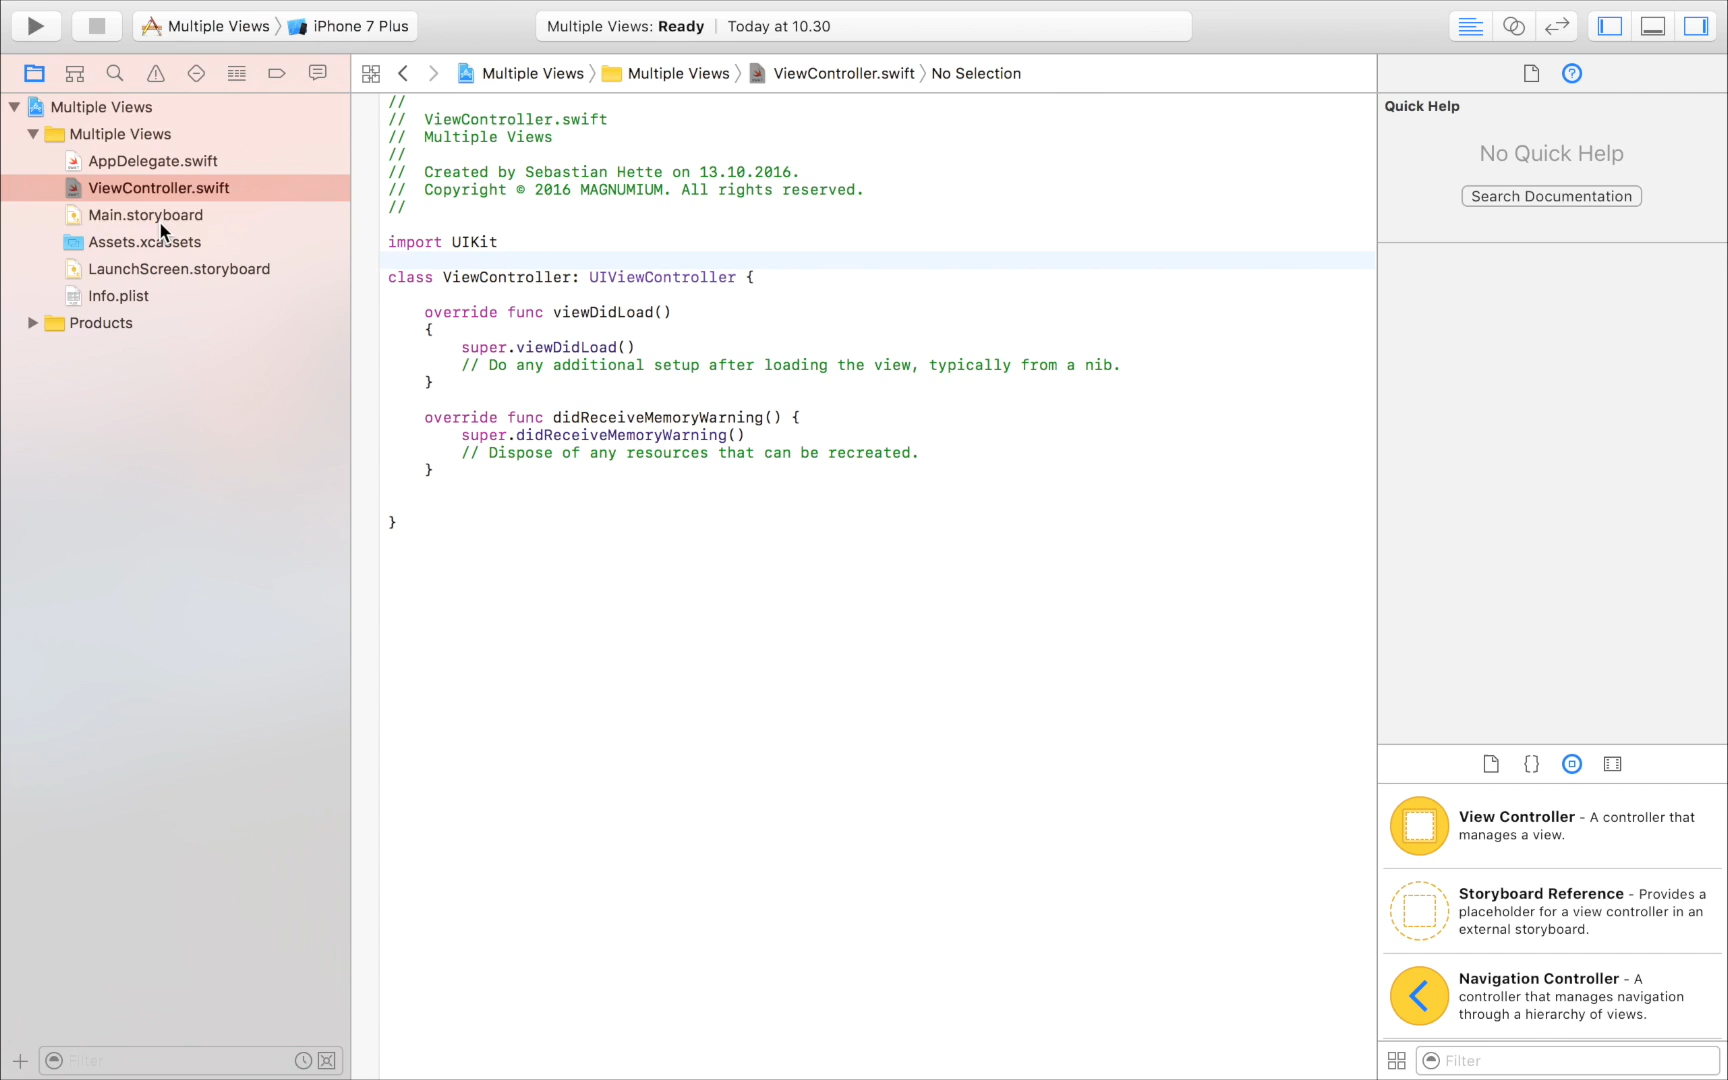 Multiple Views iPhone 7 Plus
Multiple Views: Ready Today at 10.30
Multiple Views Multiple Views ViewController.swift No Selection
Multiple Views
Multiple Views
AppDelegate.swift
ViewController.swift
Main.storyboard
Assets.xcassets
LaunchScreen.storyboard
Info.plist
Products
Filter
//
// ViewController.swift
// Multiple Views
//
// Created by Sebastian Hette on 13.10.2016.
// Copyright © 2016 MAGNUMIUM. All rights reserved.
//
import UIKit
class ViewController: UIViewController {
override func viewDidLoad()
{
super.viewDidLoad()
// Do any additional setup after loading the view, typically from a nib.
}
override func didReceiveMemoryWarning() {
super.didReceiveMemoryWarning()
// Dispose of any resources that can be recreated.
}
}
Quick Help
No Quick Help
Search Documentation
{}
View Controller - A controller that
manages a view.
Storyboard Reference - Provides a
placeholder for a view controller in an
external storyboard.
Navigation Controller - A
controller that manages navigation
through a hierarchy of views.
Filter